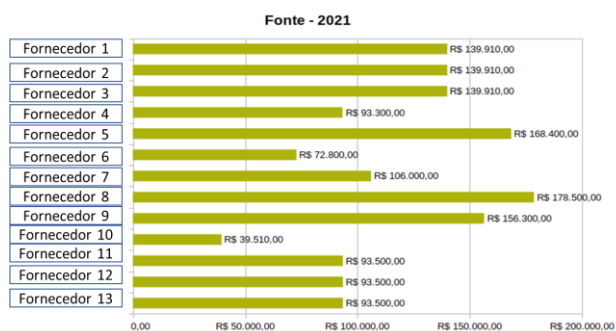 Fonte - 2021
Fornecedor 1 R$ 139.910,00
Fornecedor 2 R$ 139.910,00
Fornecedor 3 R$ 139.910,00
Fornecedor 4 R$ 93.300,00
Fornecedor 5 R$ 168.400,00
Fornecedor 6 R$ 72.800,00
Fornecedor 7 R$ 106.000,00
Fornecedor 8 R$ 178.500,00
Fornecedor 9 R$ 156.300,00
Fornecedor 10 R$ 39.510,00
Fornecedor 11 R$ 93.500,00
Fornecedor 12 R$ 93.500,00
Fornecedor 13 R$ 93.500,00
0,00 R$ 50.000,00 R$ 100.000,00 R$ 150.000,00 R$ 200.000,00